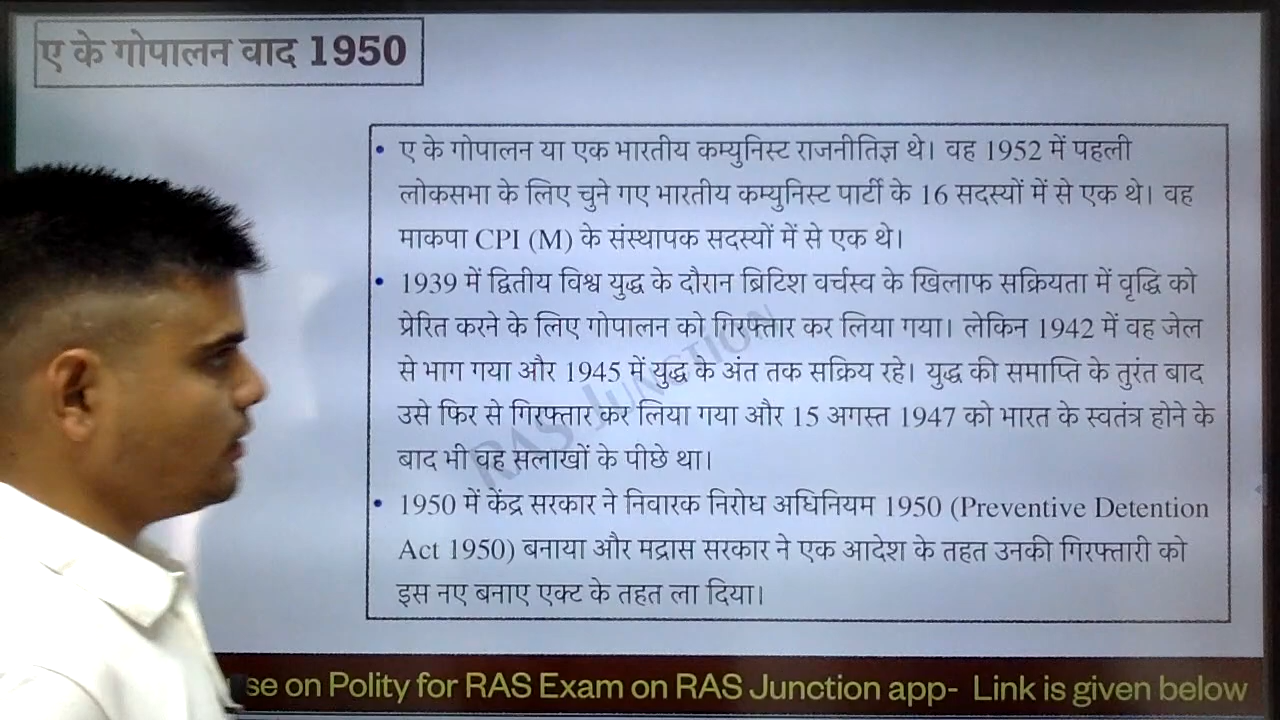 ए के गोपालन वाद 1950
• ए के गोपालन या एक भारतीय कम्युनिस्ट राजनीतिज्ञ थे। वह 1952 में पहली
लोकसभा के लिए चुने गए भारतीय कम्युनिस्ट पार्टी के 16 सदस्यों में से एक थे। वह
माकपा CPI (M) के संस्थापक सदस्यों में से एक थे।
• 1939 में द्वितीय विश्व युद्ध के दौरान ब्रिटिश वर्चस्व के खिलाफ सक्रियता में वृद्धि को
प्रेरित करने के लिए गोपालन को गिरफ्तार कर लिया गया। लेकिन 1942 में वह जेल
से भाग गया और 1945 में युद्ध के अंत तक सक्रिय रहे। युद्ध की समाप्ति के तुरंत बाद
उसे फिर से गिरफ्तार कर लिया गया और 15 अगस्त 1947 को भारत के स्वतंत्र होने के
बाद भी वह सलाखों के पीछे था।
• 1950 में केंद्र सरकार ने निवारक निरोध अधिनियम 1950 (Preventive Detention
Act 1950) बनाया और मद्रास सरकार ने एक आदेश के तहत उनकी गिरफ्तारी को
इस नए बनाए एक्ट के तहत ला दिया।
RAS JUNCTION
se on Polity for RAS Exam on RAS Junction app- Link is given below